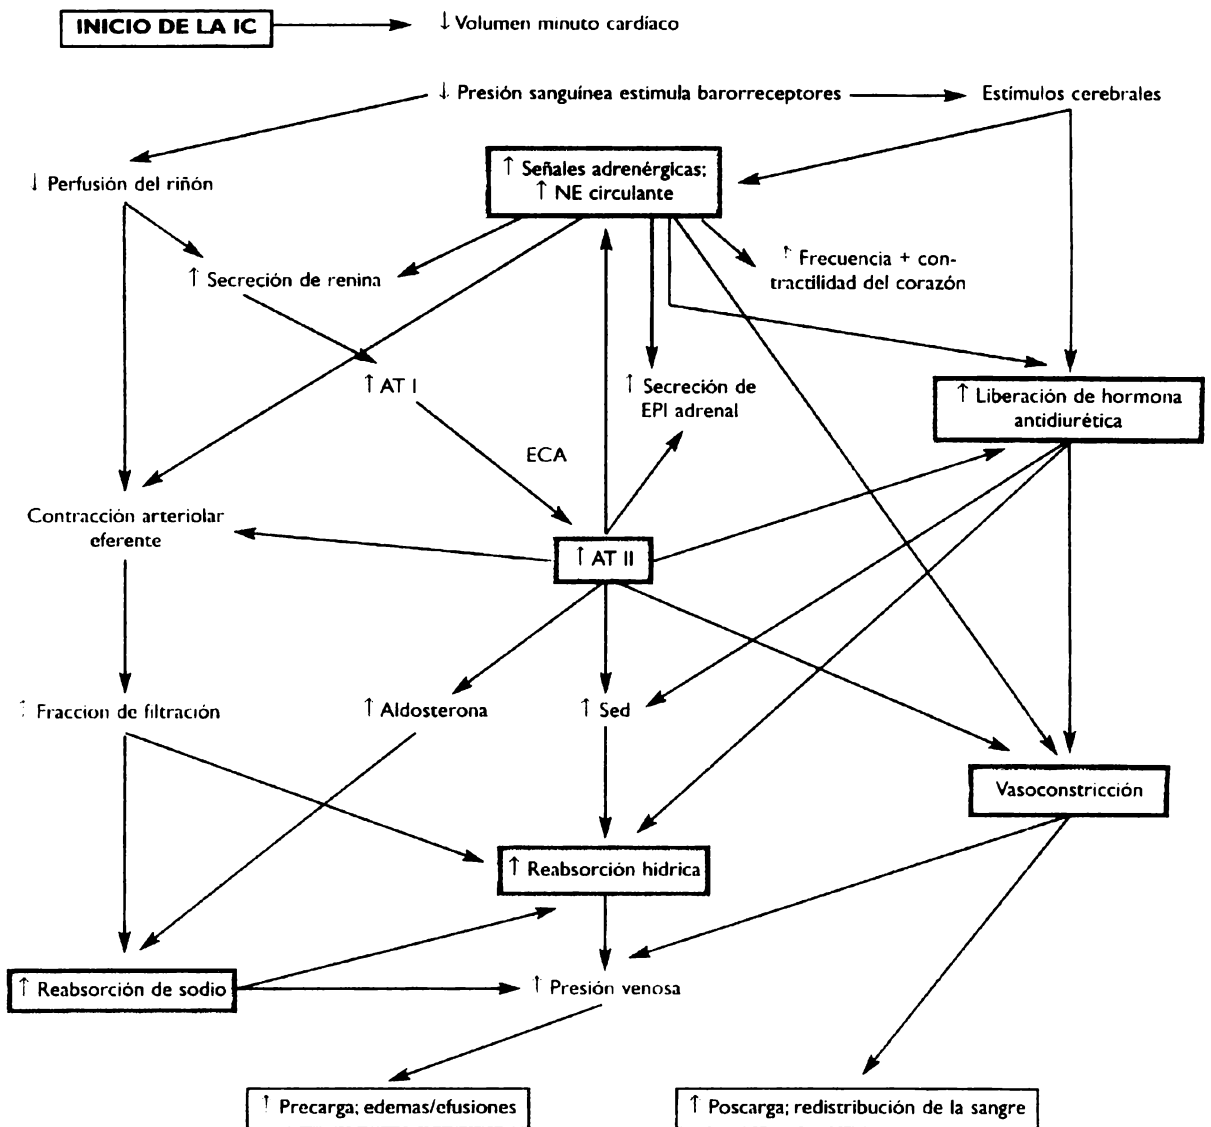 INICIO DE LA IC
↓ Volumen minuto cardíaco
↓ Presión sanguínea estimula barorreceptores
Estímulos cerebrales
↑ Señales adrenérgicas;
↑ NE circulante
↓ Perfusión del riñón
↑ Frecuencia + con-
tractilidad del corazón
↑ Secreción de renina
↑ AT I
↑ Secreción de
EPI adrenal
↑ Liberación de hormona
antidiurética
ECA
Contracción arteriolar
eferente
↑ AT II
↑ Fraccion de filtración
↑ Aldosterona
↑ Sed
Vasoconstricción
↑ Reabsorción hídrica
↑ Reabsorción de sodio
↑ Presión venosa
↑ Precarga; edemas/efusiones
↑ Poscarga; redistribución de la sangre